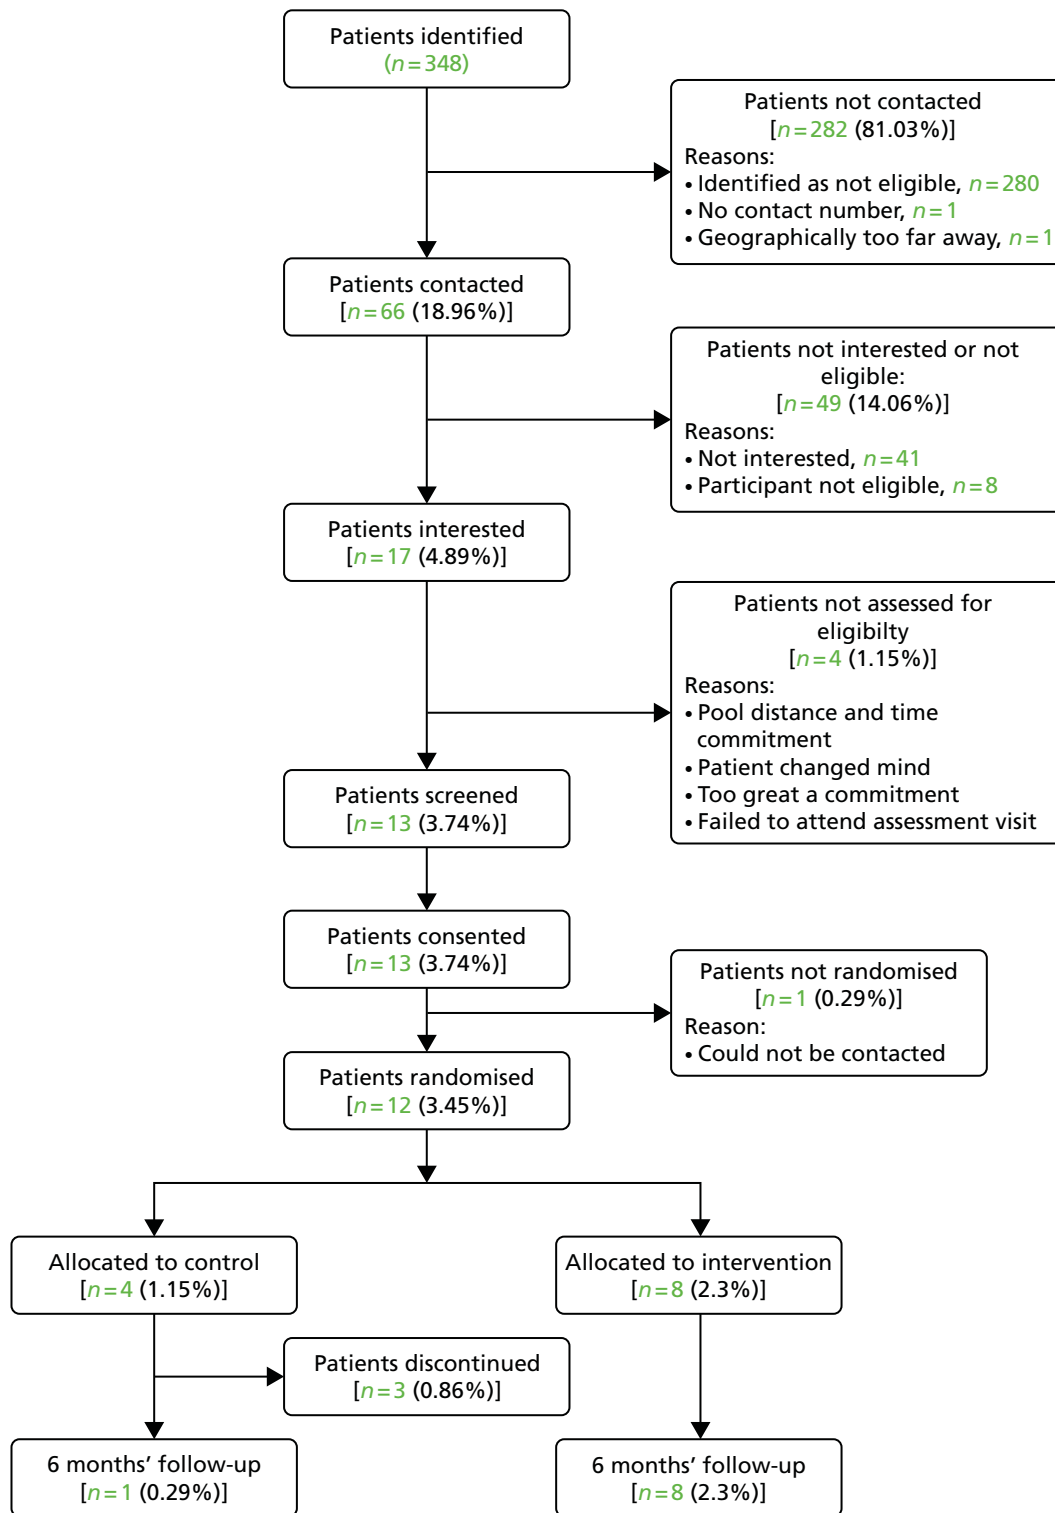 Patients identified
(n=348)
Patients not contacted
[n=282 (81.03%)]
Reasons:
• Identified as not eligible, n=280
• No contact number, n=1
• Geographically too far away, n=1
Patients contacted
[n=66 (18.96%)]
Patients not interested or not
eligible:
[n=49 (14.06%)]
Reasons:
• Not interested, n=41
• Participant not eligible, n=8
Patients interested
[n=17 (4.89%)]
Patients not assessed for
eligibilty
[n=4 (1.15%)]
Reasons:
• Pool distance and time
commitment
• Patient changed mind
• Too great a commitment
• Failed to attend assessment visit
Patients screened
[n=13 (3.74%)]
Patients consented
[n=13 (3.74%)]
Patients not randomised
[n=1 (0.29%)]
Reason:
• Could not be contacted
Patients randomised
[n=12 (3.45%)]
Allocated to control
[n=4 (1.15%)]
Allocated to intervention
[n=8 (2.3%)]
Patients discontinued
[n=3 (0.86%)]
6 months’ follow-up
[n=1 (0.29%)]
6 months’ follow-up
[n=8 (2.3%)]